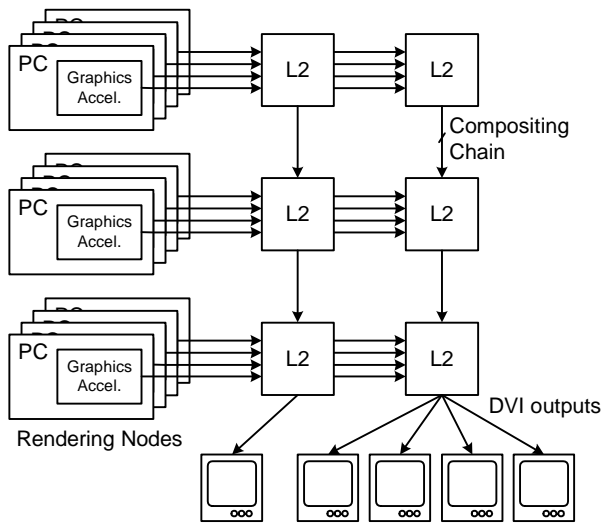 PC
Graphics
Accel.
L2
L2
Compositing
Chain
PC
Graphics
Accel.
L2
L2
PC
Graphics
Accel.
L2
L2
DVI outputs
Rendering Nodes